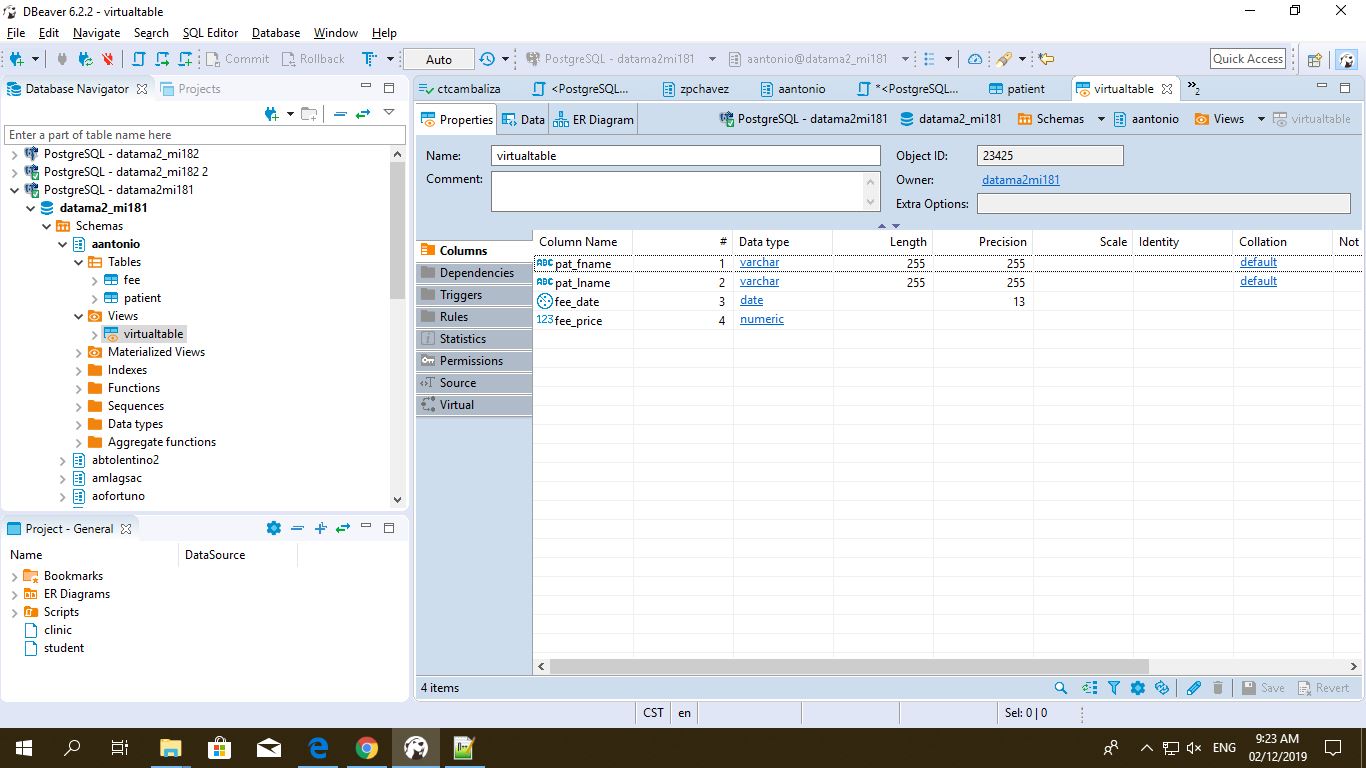 DBeaver 6.2.2 - virtualtable
File Edit Navigate Search SQL Editor Database Window Help
Commit Rollback Auto PostgreSQL - datama2mi181 aantonio@datama2_mi181 Quick Access
Database Navigator Projects
Enter a part of table name here
PostgreSQL - datama2_mi182
PostgreSQL - datama2_mi182 2
PostgreSQL - datama2mi181
datama2_mi181
Schemas
aantonio
Tables
fee
patient
Views
virtualtable
Materialized Views
Indexes
Functions
Sequences
Data types
Aggregate functions
abtolentino2
amlagsac
aofortuno
Project - General
Name DataSource
Bookmarks
ER Diagrams
Scripts
clinic
student
ctcambaliza <PostgreSQL... zpchavez aantonio *<PostgreSQL... patient virtualtable »2
Properties Data ER Diagram PostgreSQL - datama2mi181 datama2_mi181 Schemas aantonio Views virtualtable
Name: virtualtable Object ID: 23425
Comment: Owner: datama2mi181
Extra Options:
Columns
Dependencies
Triggers
Rules
Statistics
Permissions
Source
Virtual
Column Name # Data type Length Precision Scale Identity Collation Not
ABC pat_fname 1 varchar 255 255 default
ABC pat_lname 2 varchar 255 255 default
fee_date 3 date 13
123 fee_price 4 numeric
4 items Save Revert
CST en Sel: 0 | 0
ENG 9:23 AM
02/12/2019